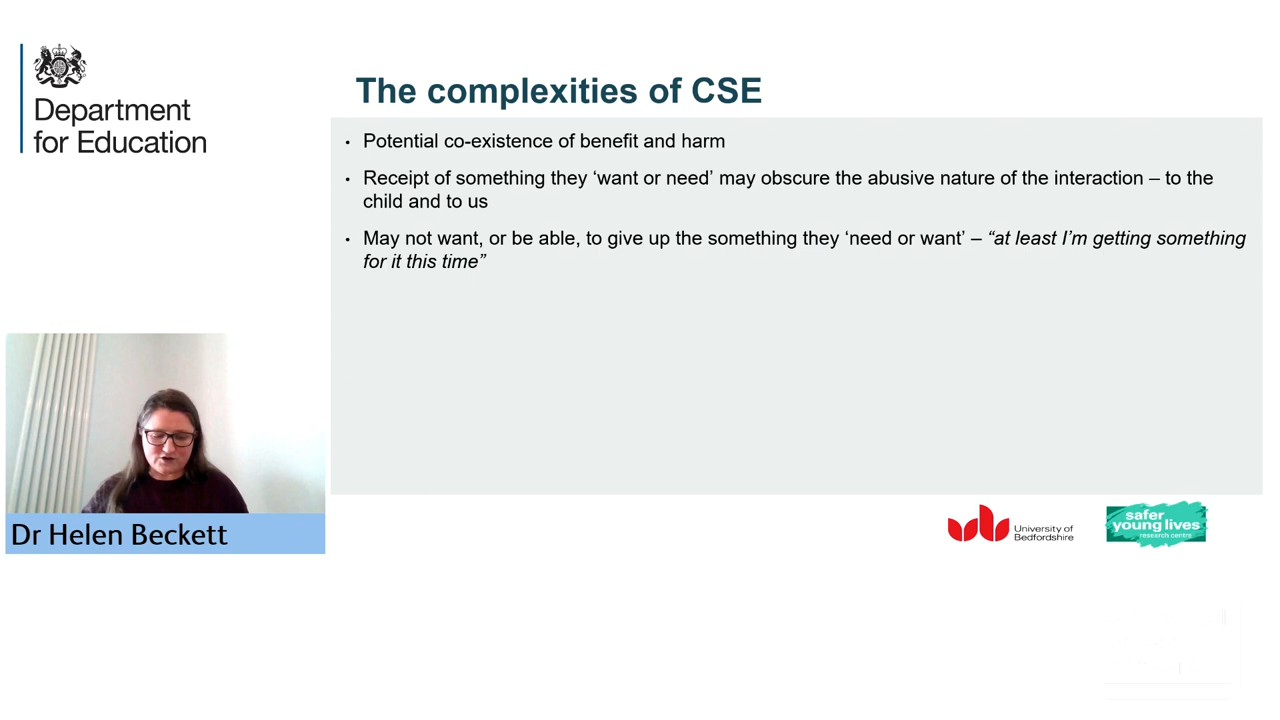 Department
for Education
The complexities of CSE
• Potential co-existence of benefit and harm
• Receipt of something they ‘want or need’ may obscure the abusive nature of the interaction – to the
child and to us
• May not want, or be able, to give up the something they ‘need or want’ – “at least I’m getting something
for it this time”
Dr Helen Beckett
University of
Bedfordshire
safer
young lives
research centre